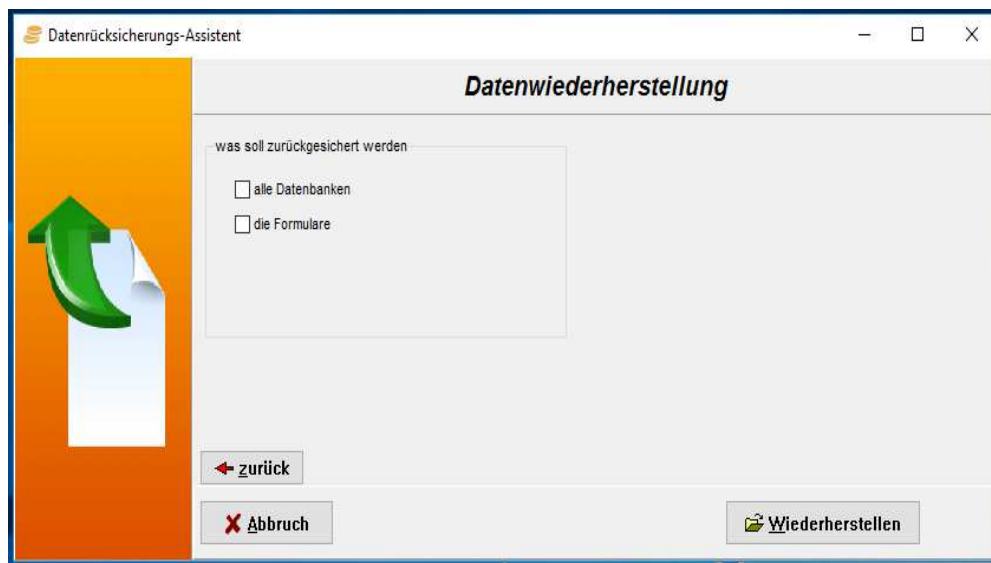 Datenrücksicherungs-Assistent
Datenwiederherstellung
was soll zurückgesichert werden
alle Datenbanken
die Formulare
zurück
Abbruch
Wiederherstellen